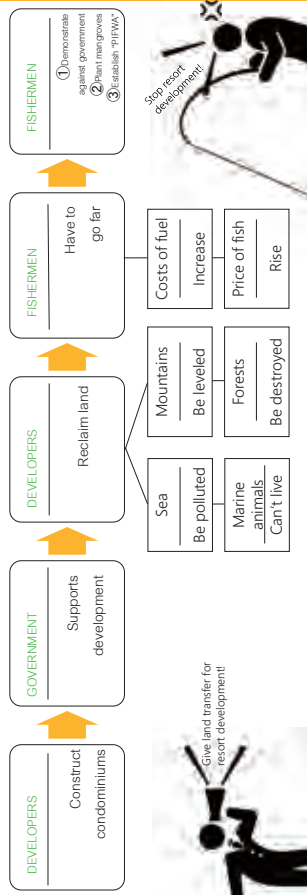 DEVELOPERS
Construct
condominiums
GOVERNMENT
Supports
development
DEVELOPERS
Reclaim land
FISHERMEN
Have to
go far
FISHERMEN
①Demonstrate
against government
②Plant mangroves
③Establish "PIFWA"
Sea
Be polluted
Marine
animals
Can't live
Mountains
Be leveled
Forests
Be destroyed
Costs of fuel
Increase
Price of fish
Rise
Give land transfer for
resort development!
Stop resort
development!